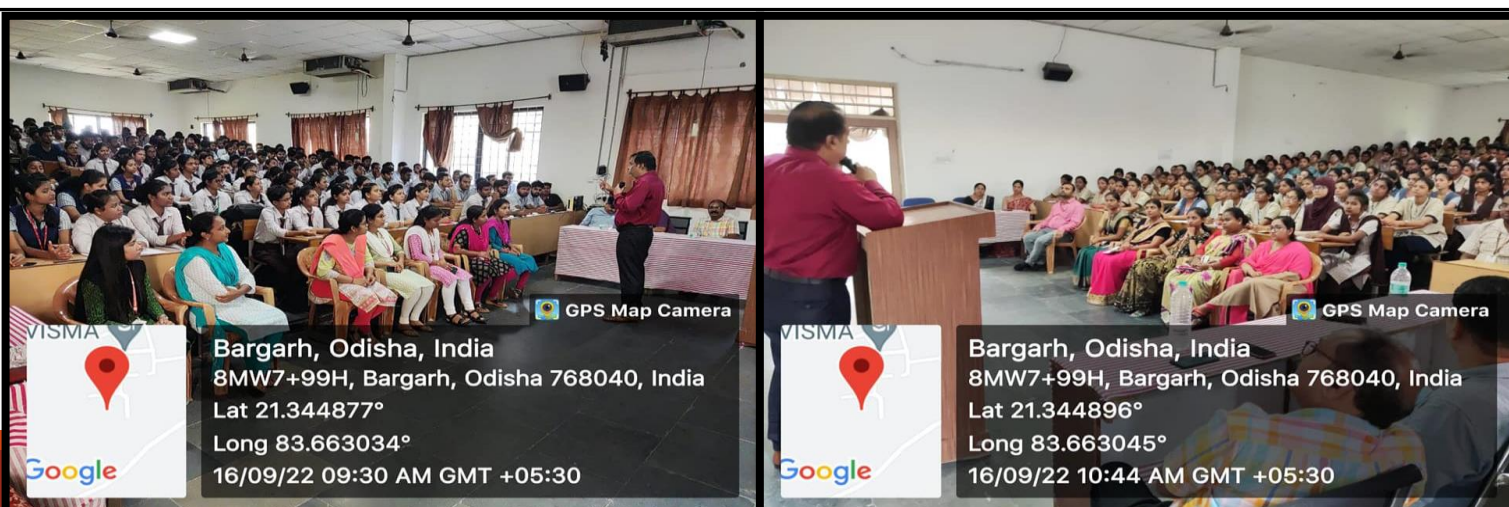 GPS Map Camera
VISMA
Bargarh, Odisha, India
8MW7+99H, Bargarh, Odisha 768040, India
Lat 21.344877°
Long 83.663034°
16/09/22 09:30 AM GMT +05:30
Google
GPS Map Camera
VISMA
Bargarh, Odisha, India
8MW7+99H, Bargarh, Odisha 768040, India
Lat 21.344896°
Long 83.663045°
16/09/22 10:44 AM GMT +05:30
Google